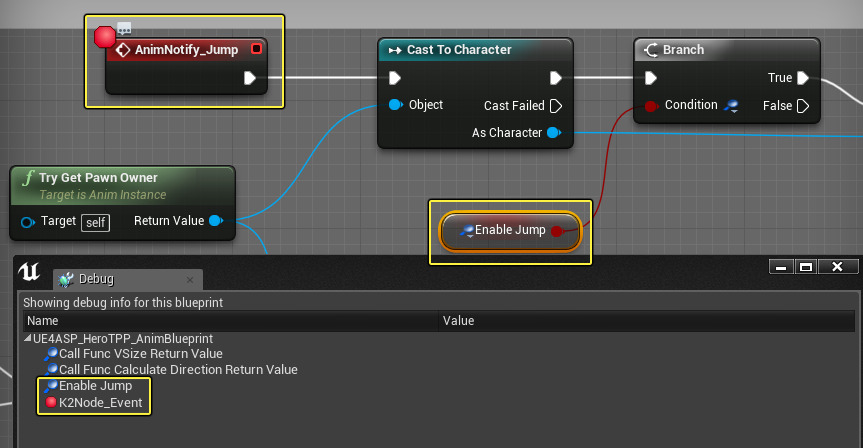 AnimNotify_Jump
Cast To Character
Branch
True
Object
Cast Failed
Condition
False
As Character
Try Get Pawn Owner
Target is Anim Instance
Target self Return Value
Enable Jump
Debug
Showing debug info for this blueprint
Name Value
UE4ASP_HeroTPP_AnimBlueprint
Call Func VSize Return Value
Call Func Calculate Direction Return Value
Enable Jump
K2Node_Event